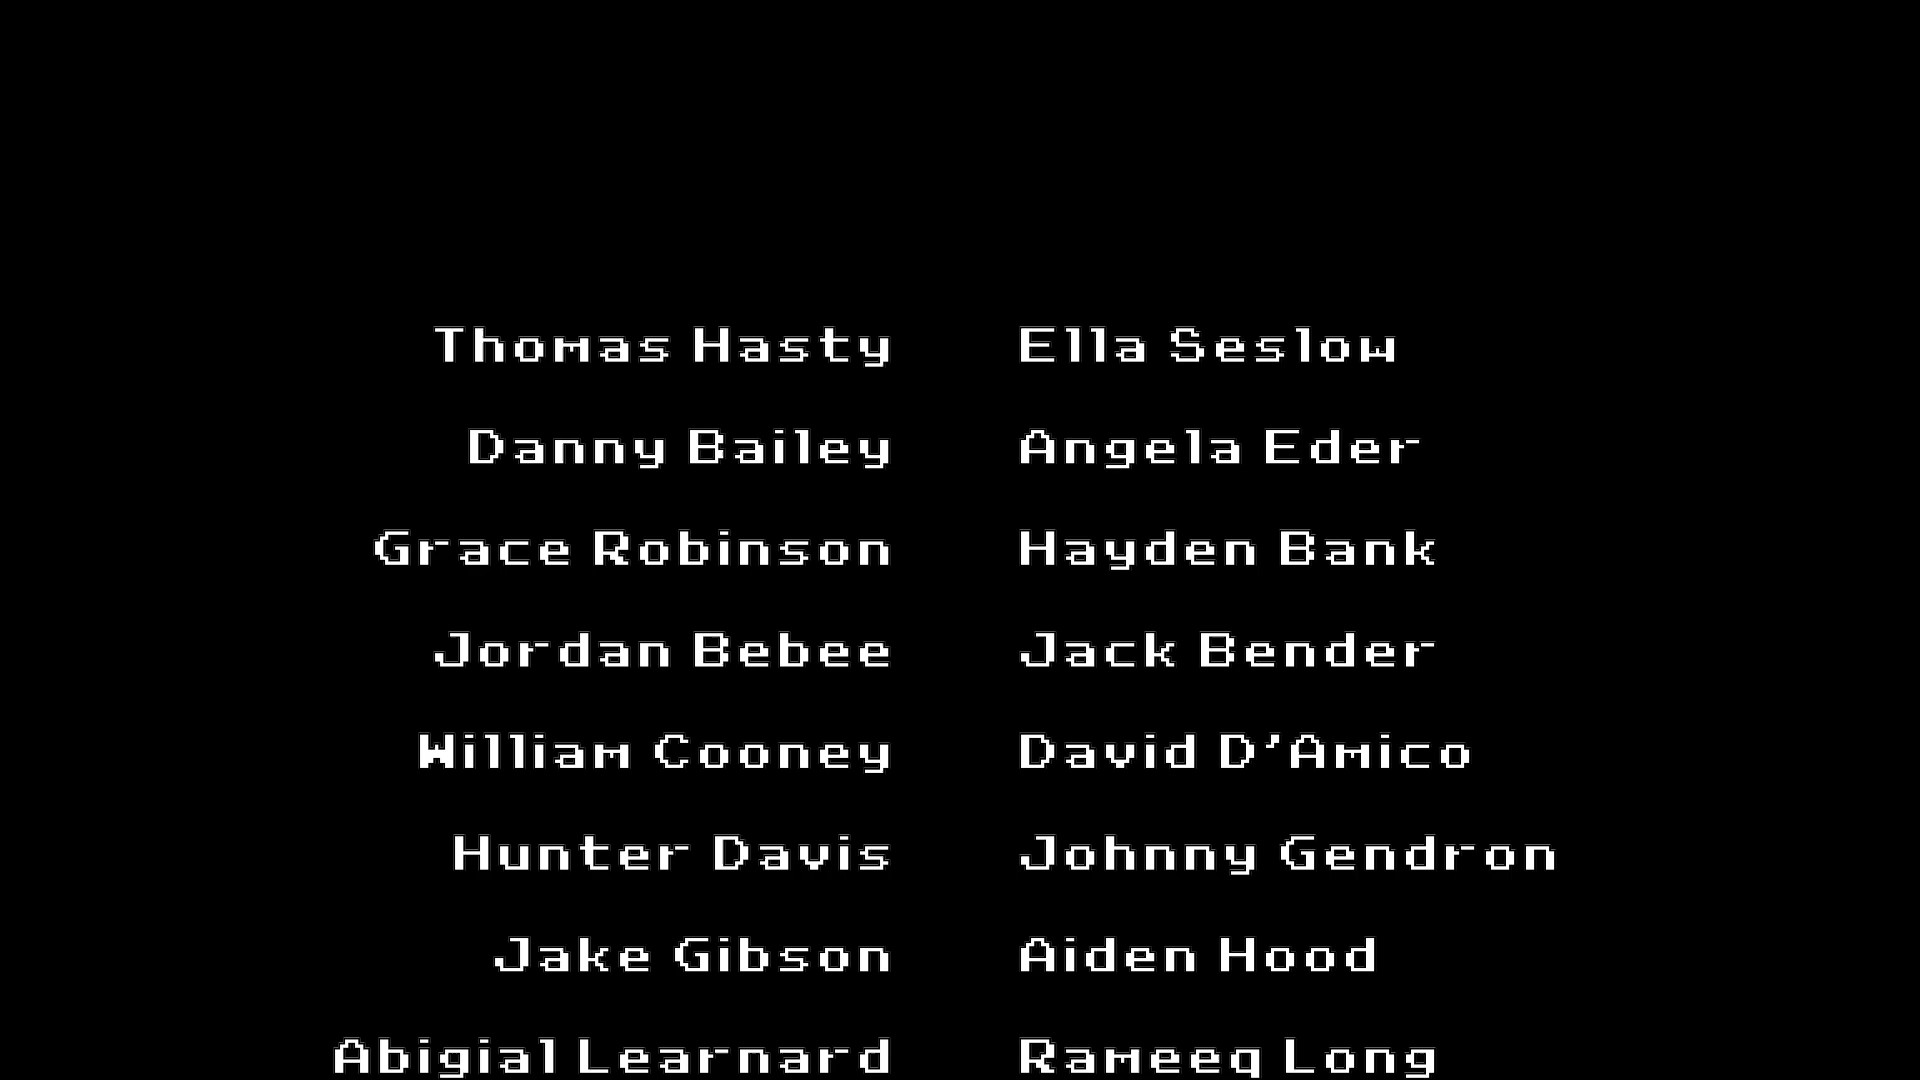 Thomas Hasty Ella Seslow
Danny Bailey Angela Eder
Grace Robinson Hayden Bank
Jordan Bebee Jack Bender
William Cooney David D'Amico
Hunter Davis Johnny Gendron
Jake Gibson Aiden Hood
Abigial Learnard Rameeq Long